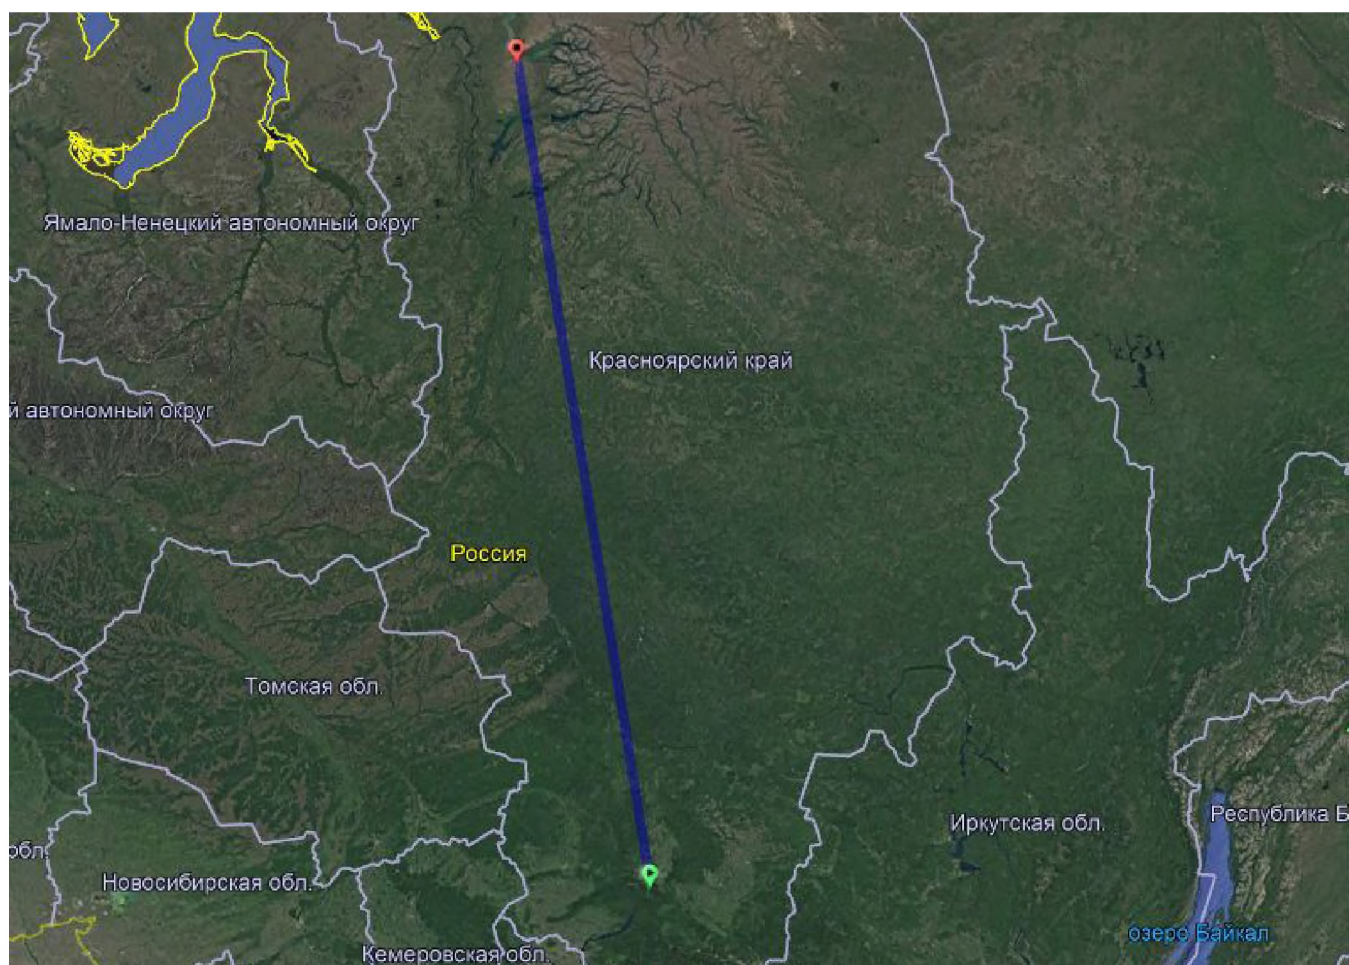 Ямало-Ненецкий автономный округ
Красноярский край
й автономный округ
Россия
Томская обл.
Республика Б
Иркутская обл.
обл.
Новосибирская обл.
озеро Байкал
Кемеровская обл.